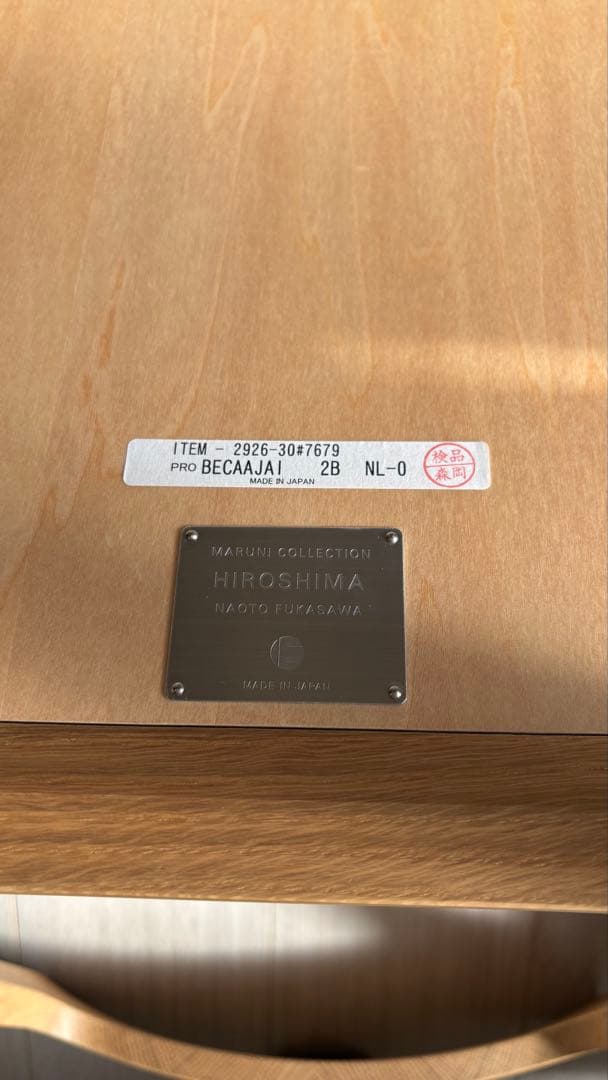 ITEM - 2926-30#7679
PRO BECAAJAI 2B NL-0
MADE IN JAPAN
検品
森岡
MARUNI COLLECTION
HIROSHIMA
NAOTO FUKASAWA
MADE IN JAPAN